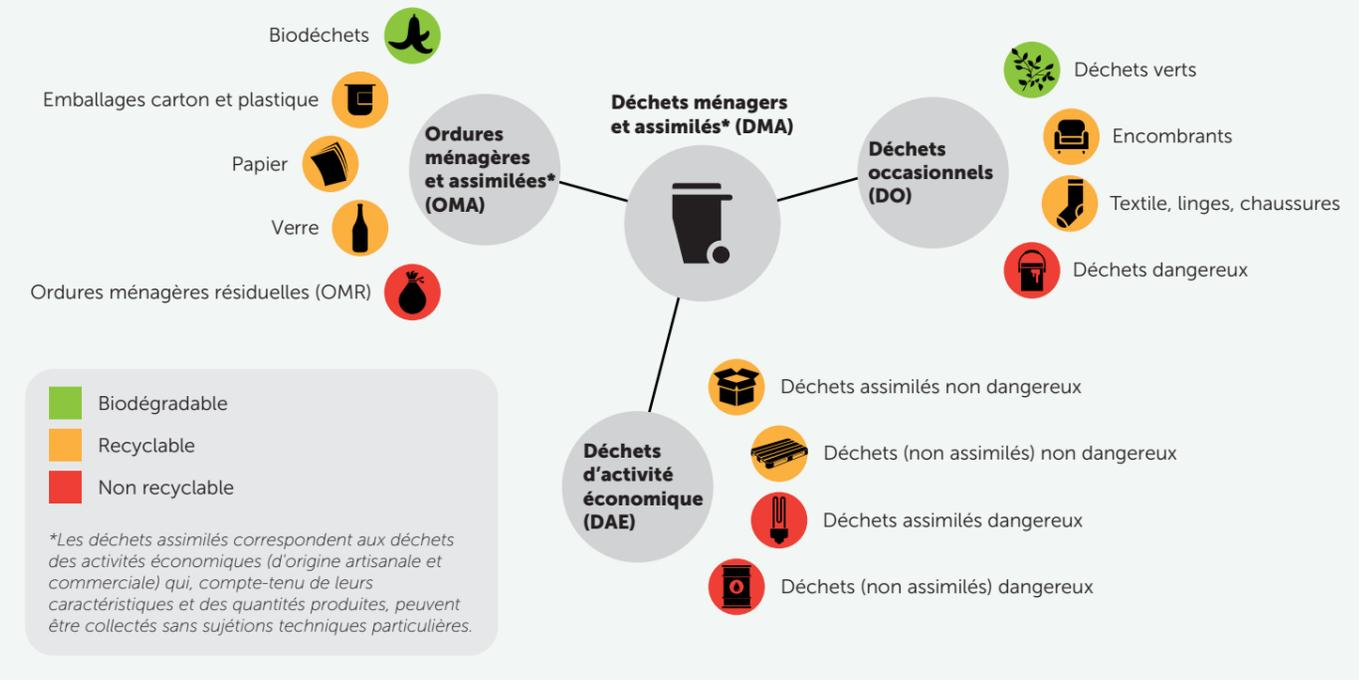 Déchets ménagers
et assimilés* (DMA)
Ordures
ménagères
et assimilées*
(OMA)
Biodéchets
Emballages carton et plastique
Papier
Verre
Ordures ménagères résiduelles (OMR)
Déchets
occasionnels
(DO)
Déchets verts
Encombrants
Textile, linges, chaussures
Déchets dangereux
Déchets
d'activité
économique
(DAE)
Déchets assimilés non dangereux
Déchets (non assimilés) non dangereux
Déchets assimilés dangereux
Déchets (non assimilés) dangereux
Biodégradable
Recyclable
Non recyclable
*Les déchets assimilés correspondent aux déchets
des activités économiques (d'origine artisanale et
commerciale) qui, compte-tenu de leurs
caractéristiques et des quantités produites, peuvent
être collectés sans sujétions techniques particulières.